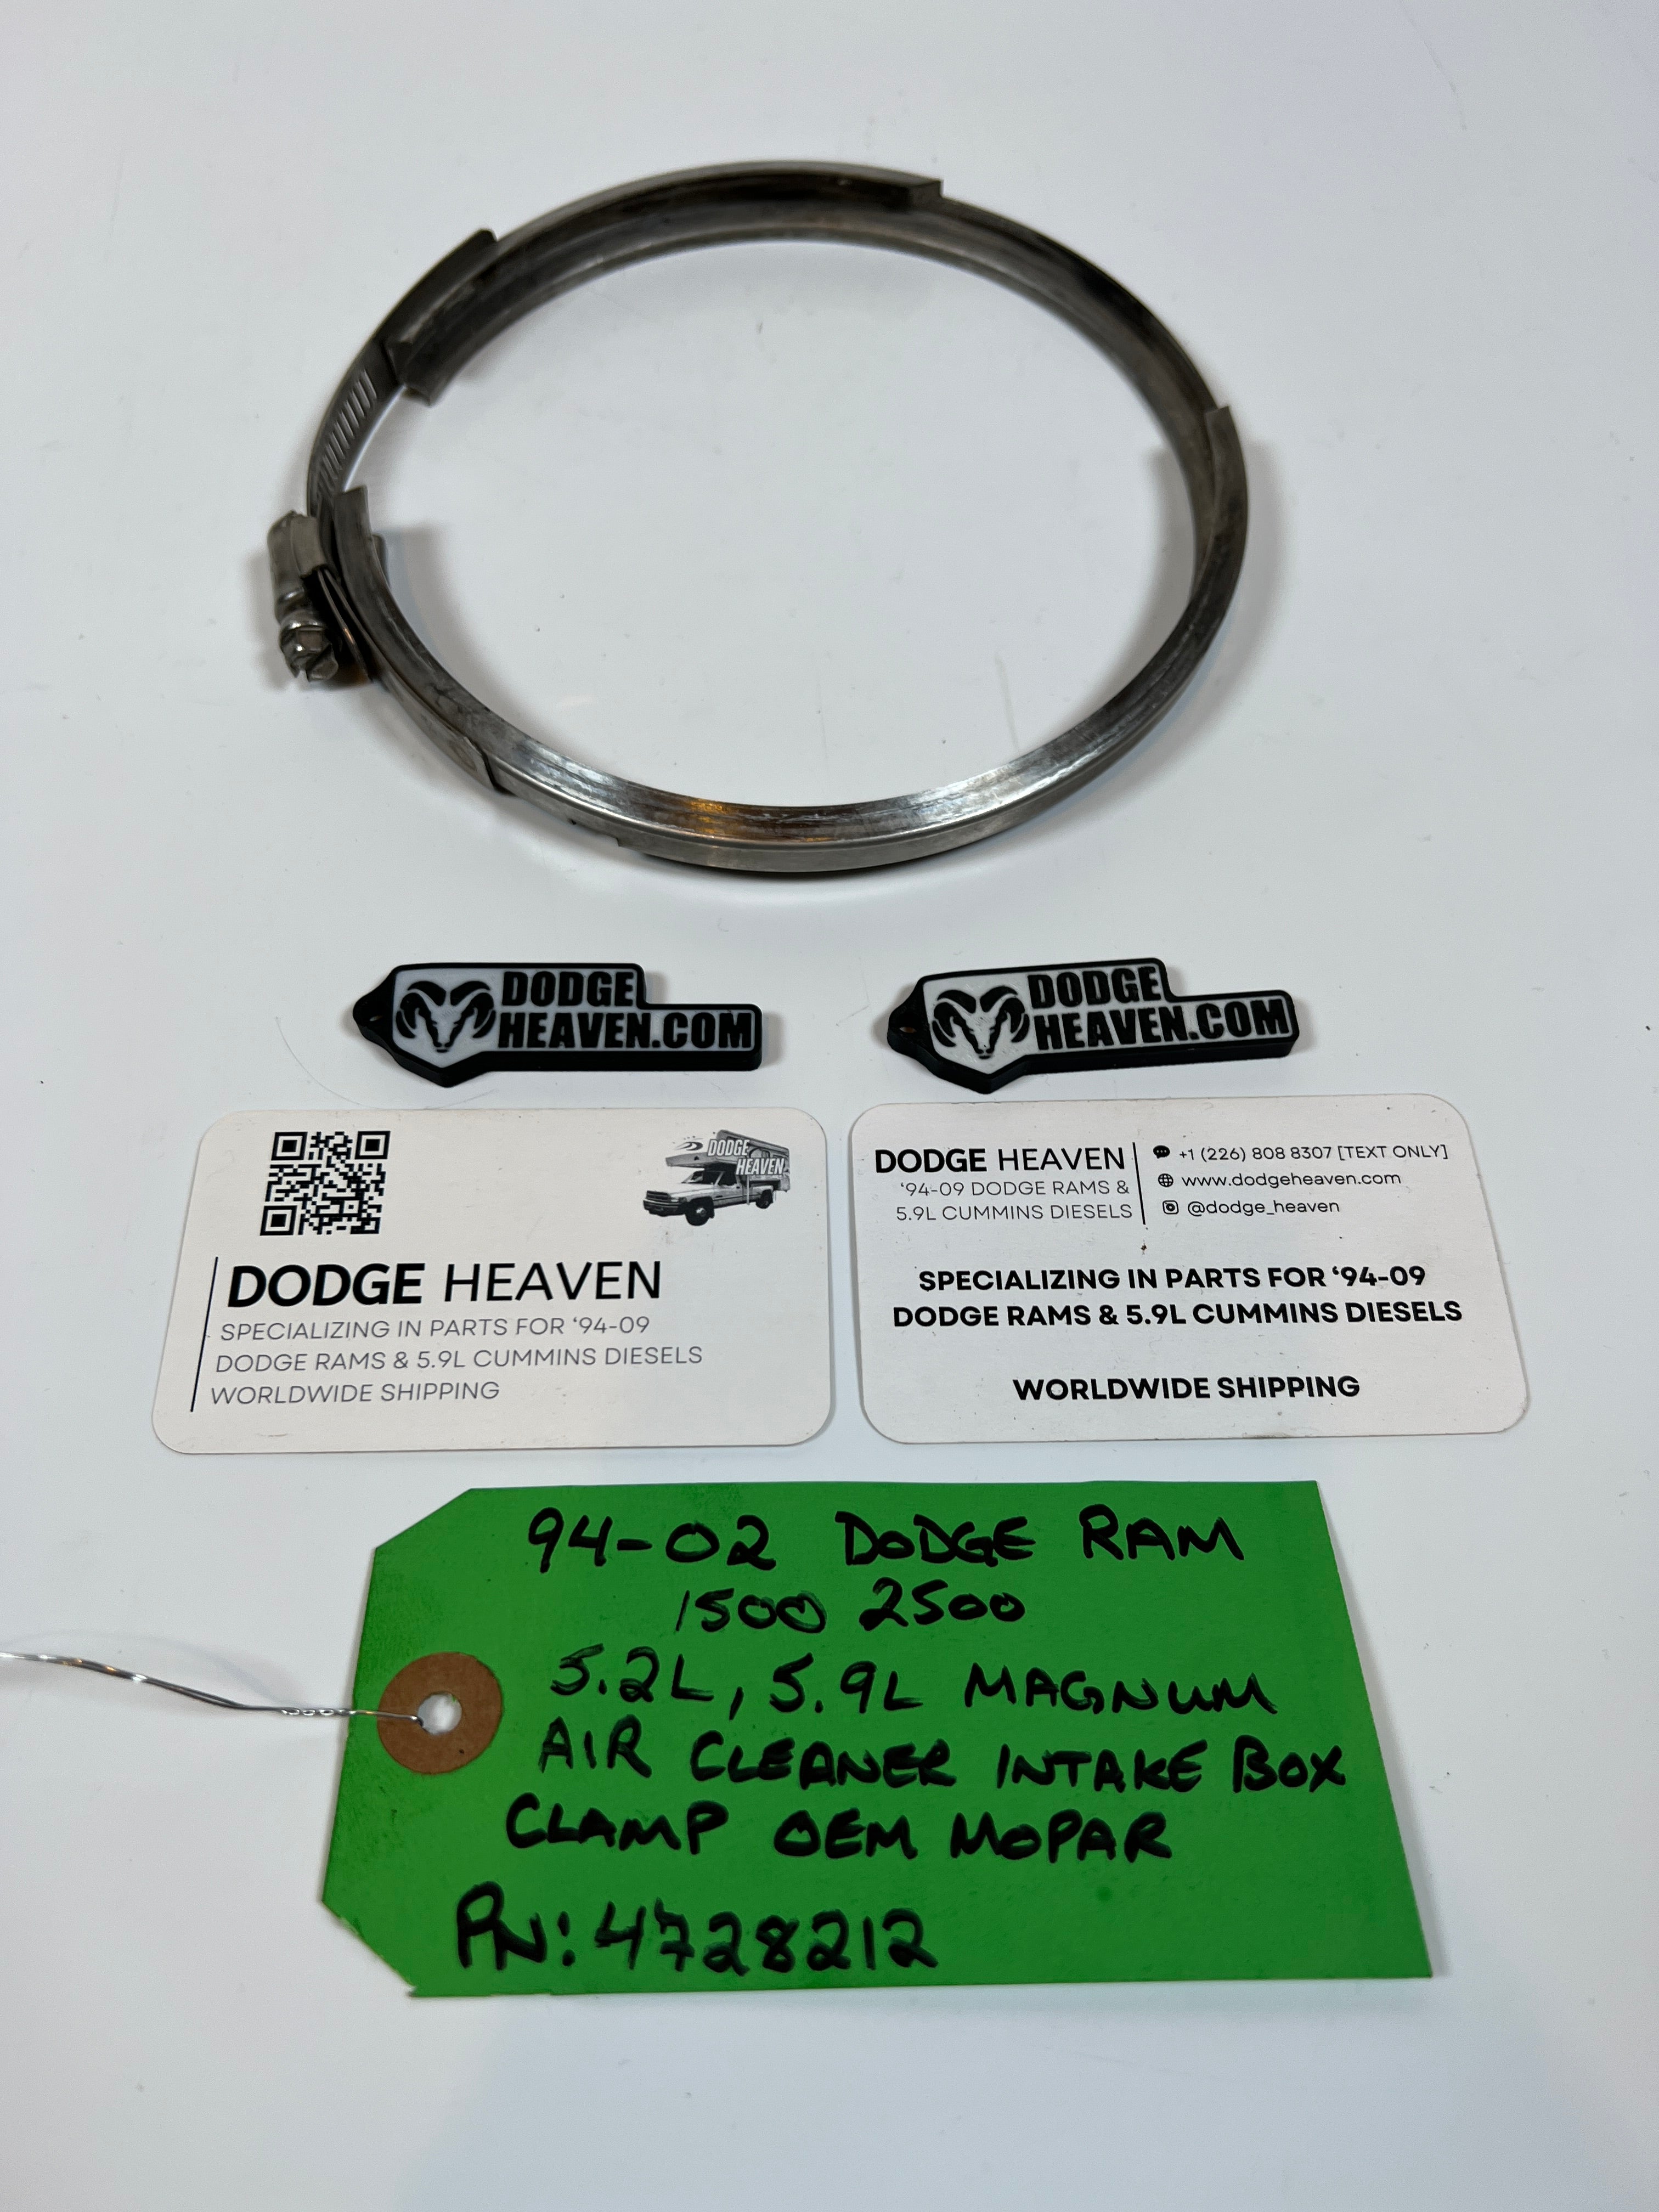 DODGE
HEAVEN.COM
DODGE
HEAVEN.COM
DODGE
HEAVEN
DODGE HEAVEN
SPECIALIZING IN PARTS FOR ‘94-09
DODGE RAMS & 5.9L CUMMINS DIESELS
WORLDWIDE SHIPPING
DODGE HEAVEN
‘94-09 DODGE RAMS &
5.9L CUMMINS DIESELS
+1 (226) 808 8307 [TEXT ONLY]
www.dodgeheaven.com
@dodge_heaven
SPECIALIZING IN PARTS FOR ‘94-09
DODGE RAMS & 5.9L CUMMINS DIESELS
WORLDWIDE SHIPPING
94-02 DODGE RAM
1500 2500
5.2L, 5.9L MAGNUM
AIR CLEANER INTAKE BOX
CLAMP OEM MOPAR
PN: 4728212